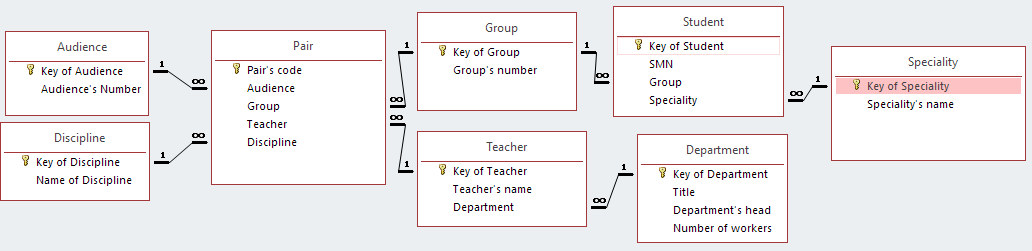 Audience
Key of Audience
Audience's Number
1
∞
Discipline
Key of Discipline
Name of Discipline
1
∞
Pair
Pair's code
Audience
Group
Teacher
Discipline
1
∞
∞
1
Group
Key of Group
Group's number
1
∞
Teacher
Key of Teacher
Teacher's name
Department
∞
1
Student
Key of Student
SMN
Group
Speciality
∞
1
Department
Key of Department
Title
Department's head
Number of workers
Speciality
Key of Speciality
Speciality's name